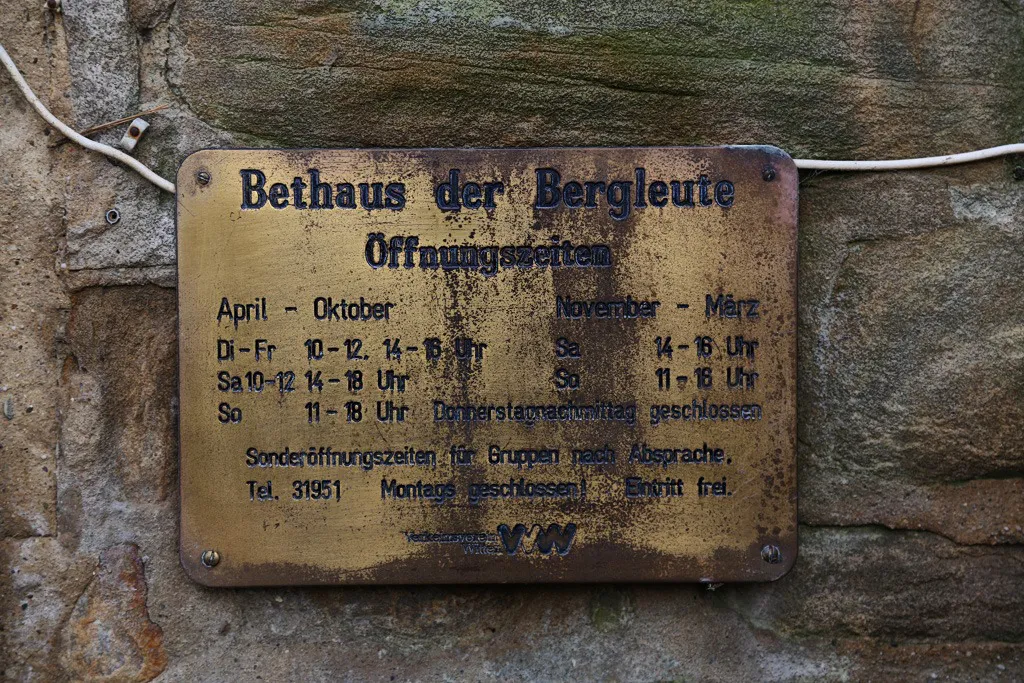 Bethaus der Bergleute
Öffnungszeiten
April - Oktober November - März
Di-Fr 10-12, 14-16 Uhr Sa 14-16 Uhr
Sa 10-12 14-18 Uhr So 11-16 Uhr
So 11-18 Uhr Donnerstagnachmittag geschlossen
Sonderöffnungszeiten für Gruppen nach Absprache.
Tel. 31951 Montags geschlossen! Eintritt frei.
Verkehrsverein
Witten VVW